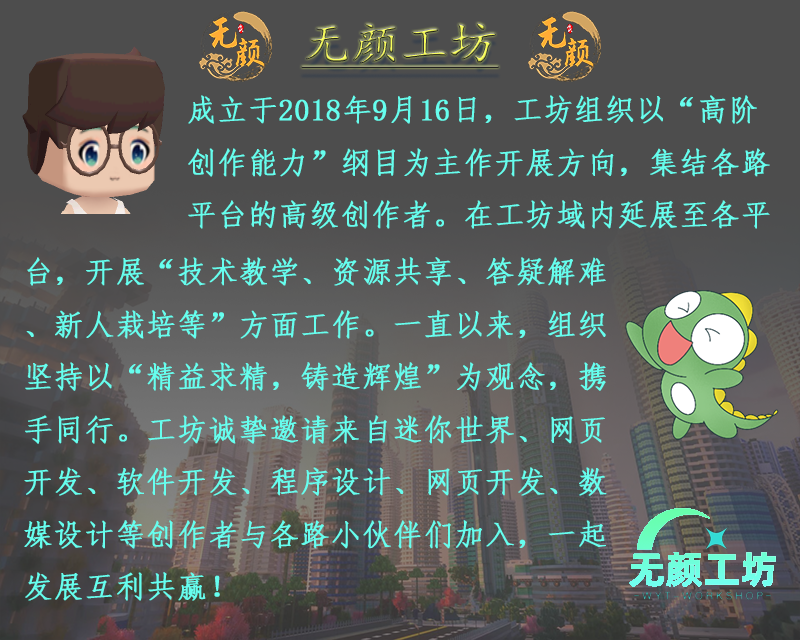 无颜
无颜工坊
无颜
成立于2018年9月16日，工坊组织以“高阶
创作能力”纲目为主作开展方向，集结各路
平台的高级创作者。在工坊域内延展至各平
台，开展“技术教学、资源共享、答疑解难
、新人栽培等”方面工作。一直以来，组织
坚持以“精益求精，铸造辉煌”为观念，携
手同行。工坊诚挚邀请来自迷你世界、网页
开发、软件开发、程序设计、网页开发、数
媒设计等创作者与各路小伙伴们加入，一起
发展互利共赢！
无颜工坊
-WYT-WORKSHOP-